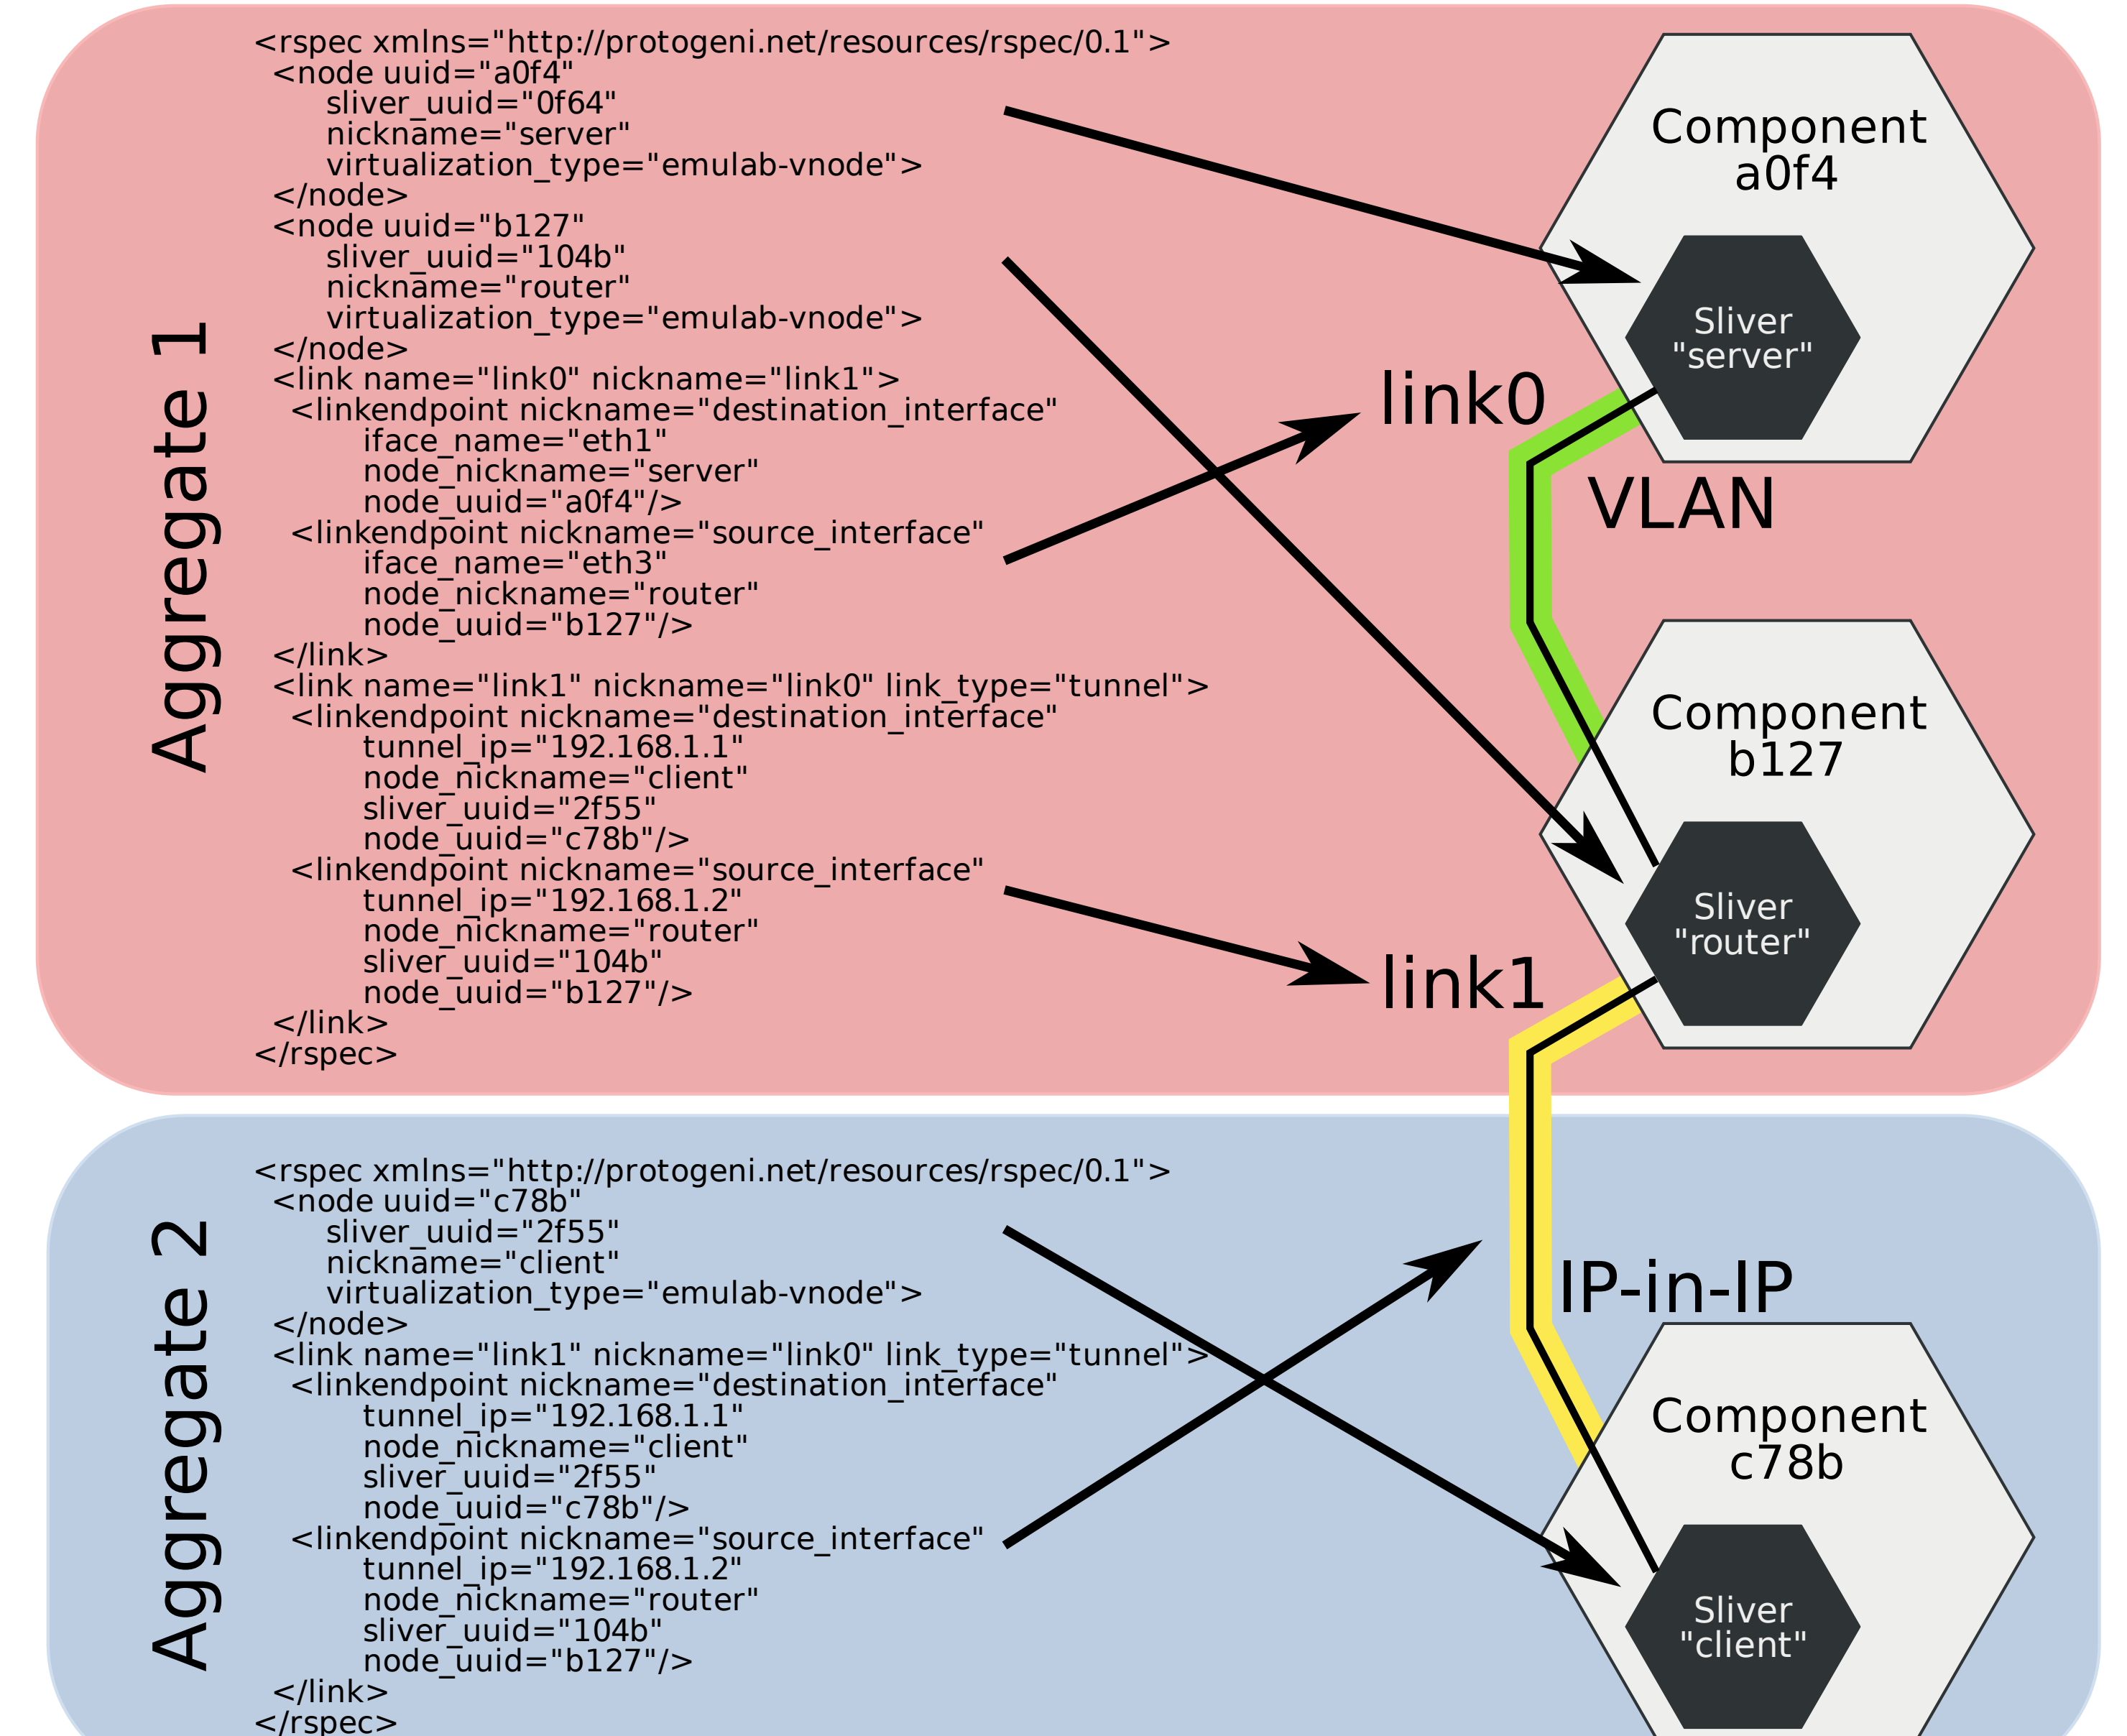 Aggregate 1
<rspec xmlns="http://protogeni.net/resources/rspec/0.1">
<node uuid="a0f4"
sliver_uuid="0f64"
nickname="server"
virtualization_type="emulab-vnode">
</node>
<node uuid="b127"
sliver_uuid="104b"
nickname="router"
virtualization_type="emulab-vnode">
</node>
<link name="link0" nickname="link1">
<linkendpoint nickname="destination_interface"
iface_name="eth1"
node_nickname="server"
node_uuid="a0f4"/>
<linkendpoint nickname="source_interface"
iface_name="eth3"
node_nickname="router"
node_uuid="b127"/>
</link>
<link name="link1" nickname="link0" link_type="tunnel">
<linkendpoint nickname="destination_interface"
tunnel_ip="192.168.1.1"
node_nickname="client"
sliver_uuid="2f55"
node_uuid="c78b"/>
<linkendpoint nickname="source_interface"
tunnel_ip="192.168.1.2"
node_nickname="router"
sliver_uuid="104b"
node_uuid="b127"/>
</link>
</rspec>
Component
a0f4
Sliver
"server"
link0
VLAN
Component
b127
Sliver
"router"
link1
Aggregate 2
<rspec xmlns="http://protogeni.net/resources/rspec/0.1">
<node uuid="c78b"
sliver_uuid="2f55"
nickname="client"
virtualization_type="emulab-vnode">
</node>
<link name="link1" nickname="link0" link_type="tunnel">
<linkendpoint nickname="destination_interface"
tunnel_ip="192.168.1.1"
node_nickname="client"
sliver_uuid="2f55"
node_uuid="c78b"/>
<linkendpoint nickname="source_interface"
tunnel_ip="192.168.1.2"
node_nickname="router"
sliver_uuid="104b"
node_uuid="b127"/>
</link>
</rspec>
IP-in-IP
Component
c78b
Sliver
"client"